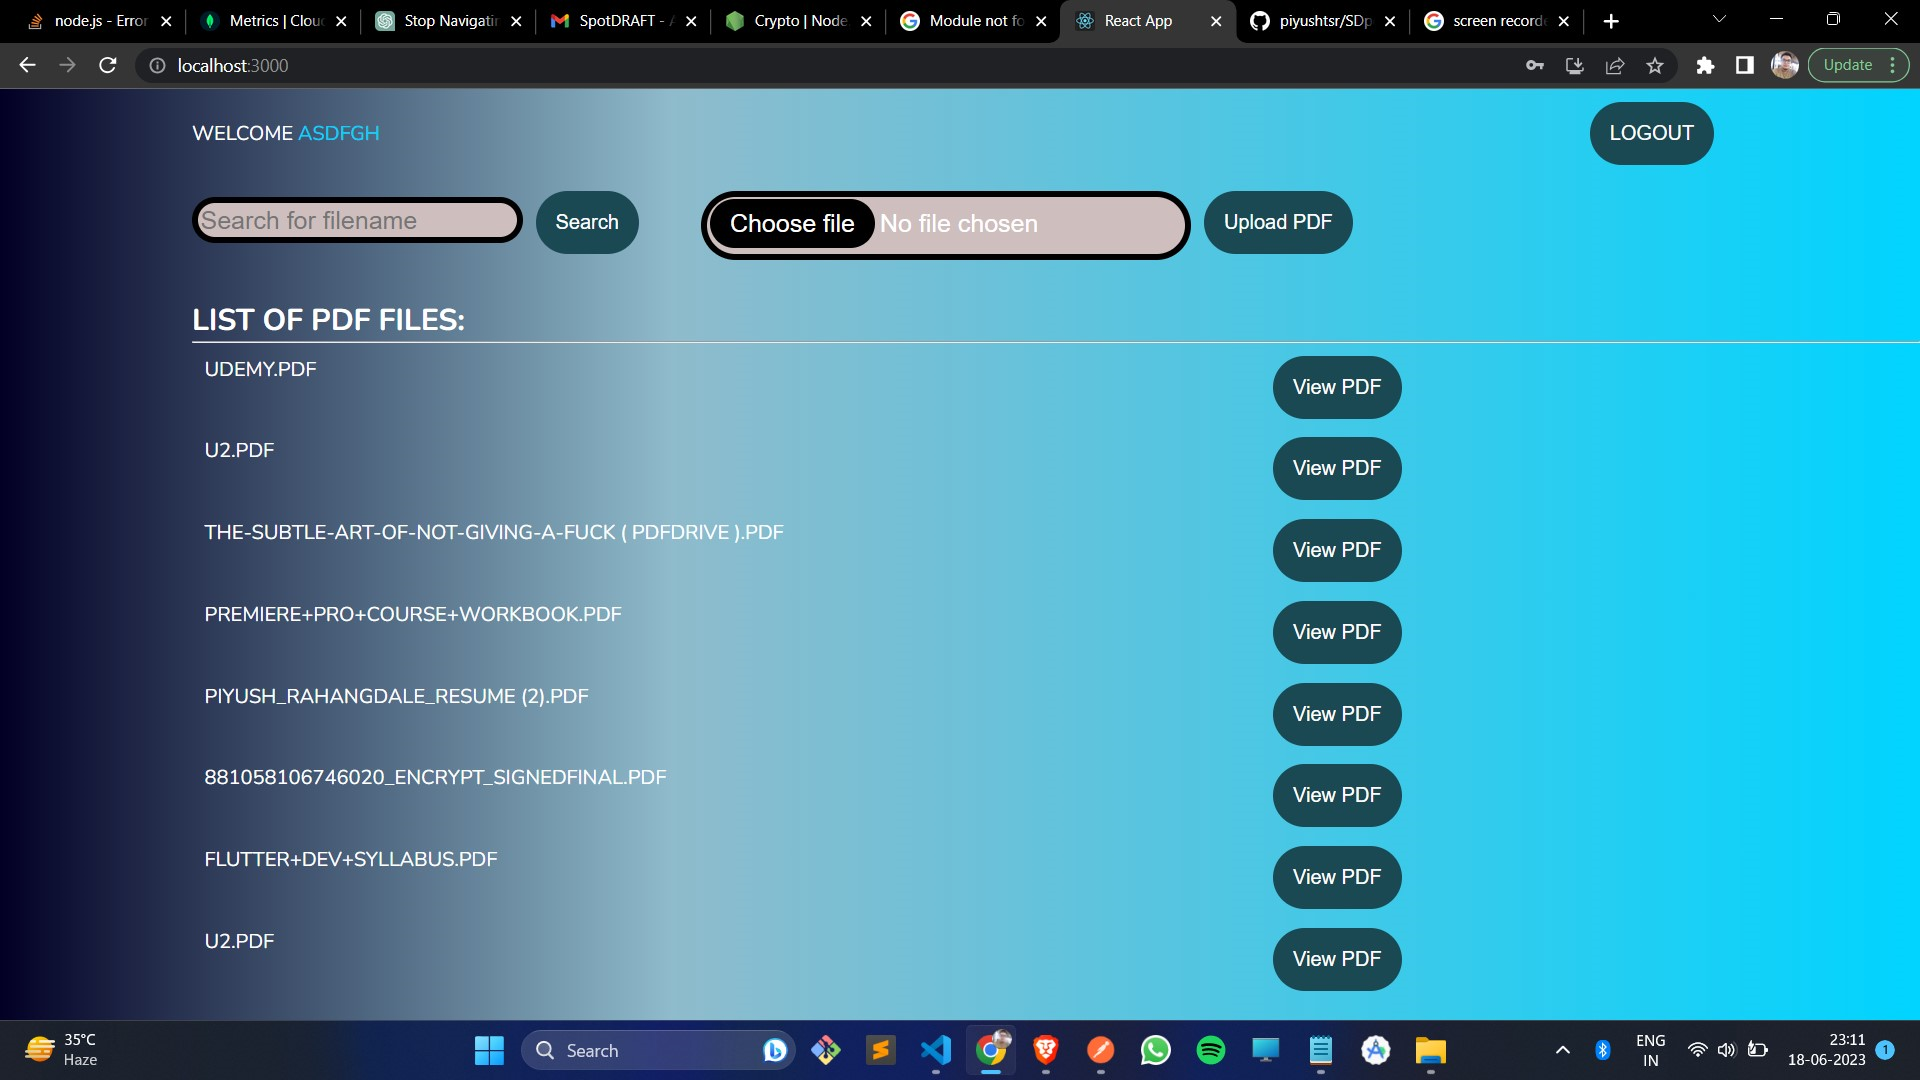 node.js - Error
Metrics | Clou
Stop Navigatin
SpotDRAFT - A
Crypto | Node.
Module not fo
React App
piyushtsr/SDp
screen recorde
localhost:3000
Update
WELCOME ASDFGH
LOGOUT
Search for filename
Search
Choose file No file chosen
Upload PDF
LIST OF PDF FILES:
UDEMY.PDF
View PDF
U2.PDF
View PDF
THE-SUBTLE-ART-OF-NOT-GIVING-A-FUCK ( PDFDRIVE ).PDF
View PDF
PREMIERE+PRO+COURSE+WORKBOOK.PDF
View PDF
PIYUSH_RAHANGDALE_RESUME (2).PDF
View PDF
881058106746020_ENCRYPT_SIGNEDFINAL.PDF
View PDF
FLUTTER+DEV+SYLLABUS.PDF
View PDF
U2.PDF
View PDF
35°C
Haze
Search
ENG
IN
23:11
18-06-2023
1